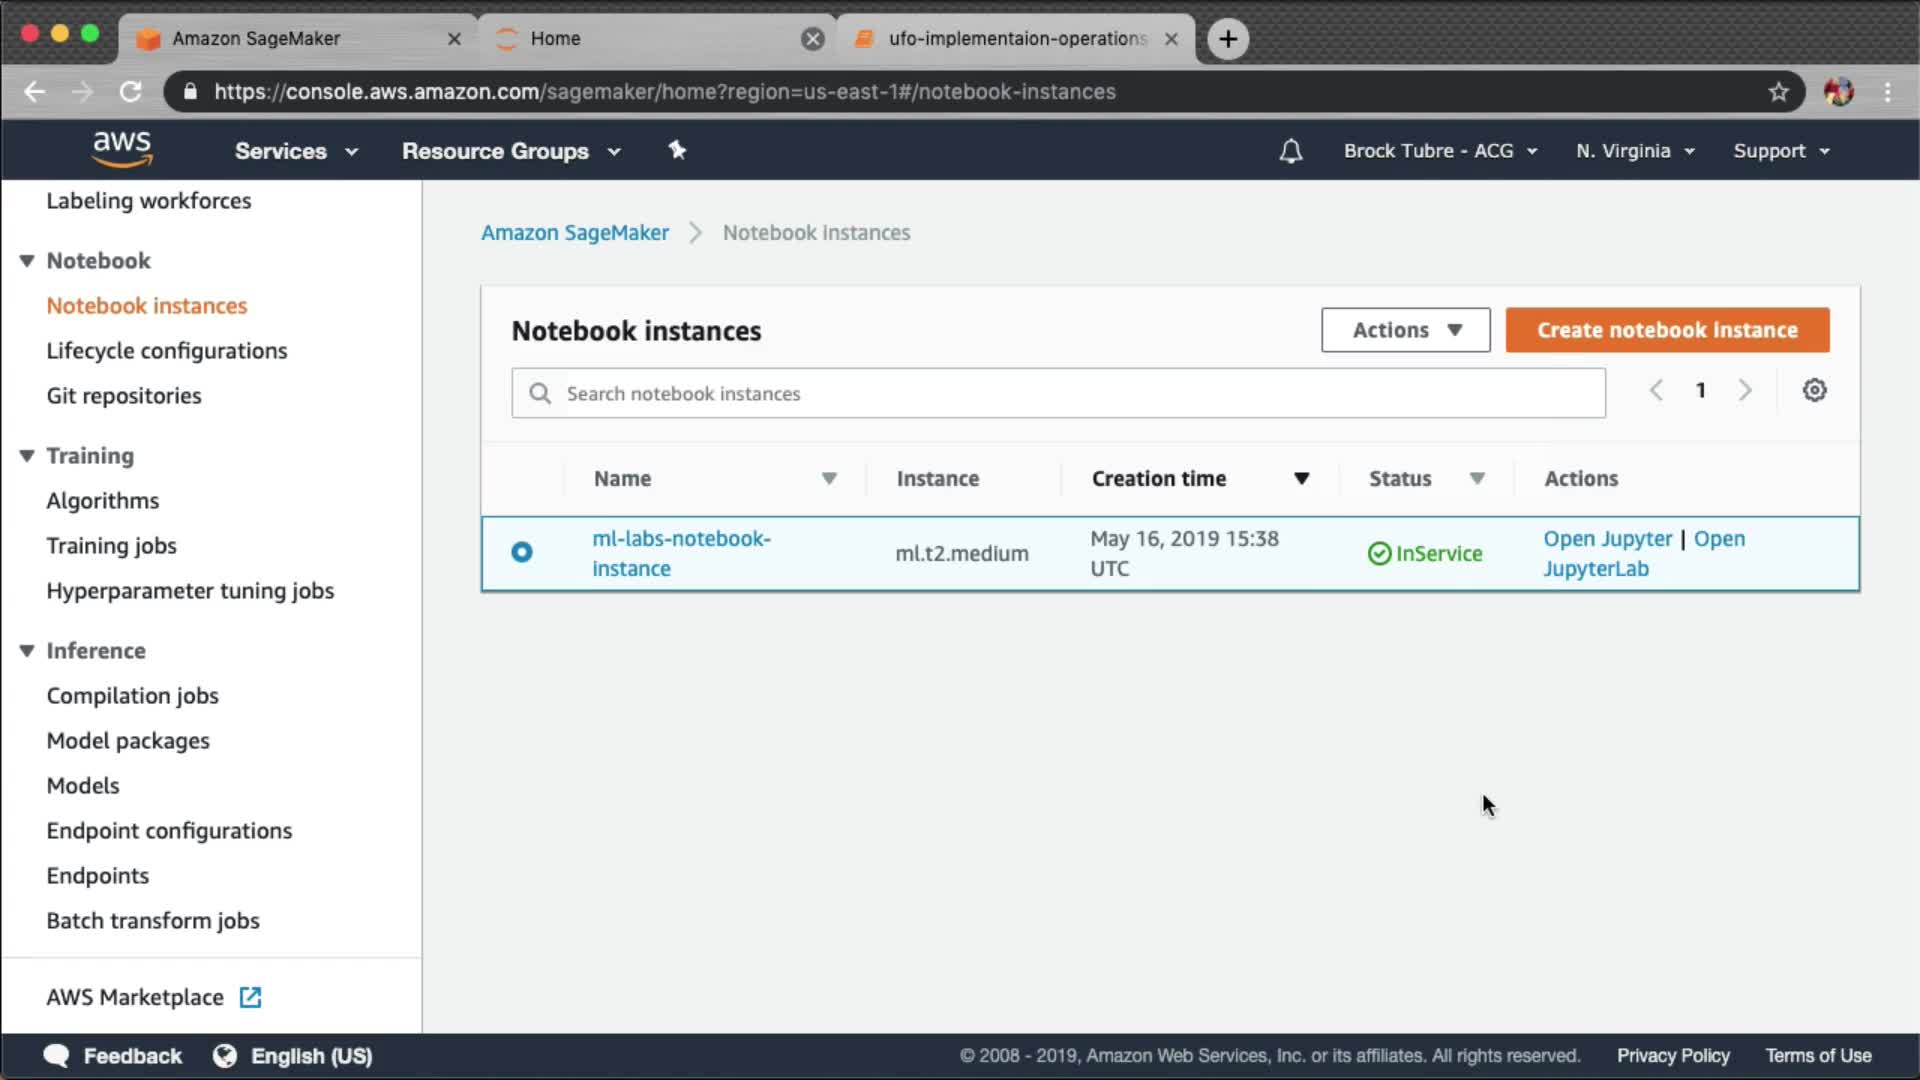 Amazon SageMaker
Home
ufo-implementaion-operations
https://console.aws.amazon.com/sagemaker/home?region=us-east-1#/notebook-instances
aws
Services
Resource Groups
Brock Tubre - ACG
N. Virginia
Support
Labeling workforces
Notebook
Notebook instances
Lifecycle configurations
Git repositories
Training
Algorithms
Training jobs
Hyperparameter tuning jobs
Inference
Compilation jobs
Model packages
Models
Endpoint configurations
Endpoints
Batch transform jobs
AWS Marketplace
Amazon SageMaker
Notebook instances
Notebook instances
Actions
Create notebook instance
Search notebook instances
1
Name
Instance
Creation time
Status
Actions
ml-labs-notebook-
instance
ml.t2.medium
May 16, 2019 15:38
UTC
InService
Open Jupyter | Open
JupyterLab
Feedback
English (US)
© 2008 - 2019, Amazon Web Services, Inc. or its affiliates. All rights reserved.
Privacy Policy
Terms of Use